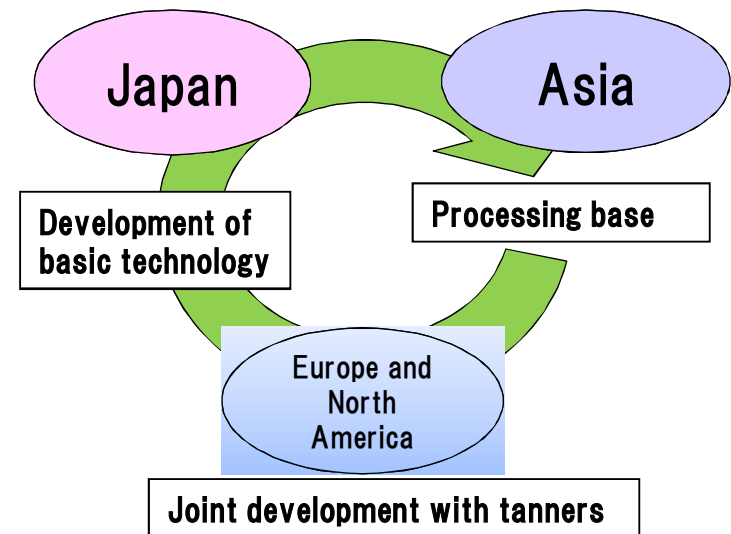 Japan
Asia
Development of
basic technology
Processing base
Europe and
North
America
Joint development with tanners